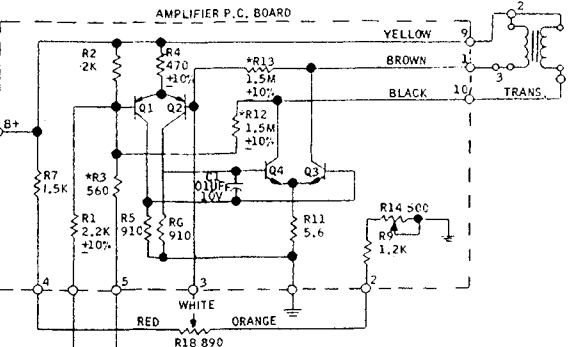 AMPLIFIER P.C. BOARD
2
YELLOW
9
R2
2K
R4
470
±10%
*R13
1.5M
±10%
BROWN
1
3
BLACK
10
TRANS.
B+
Q1
Q2
*R12
1.5M
±10%
R7
1.5K
*R3
560
C1
.01UFF
10V
Q4
Q3
R1
2.2K
±10%
R5
910
RG
910
R11
5.6
R14 500
R9
1.2K
4
5
3
2
WHITE
RED
ORANGE
R18 890